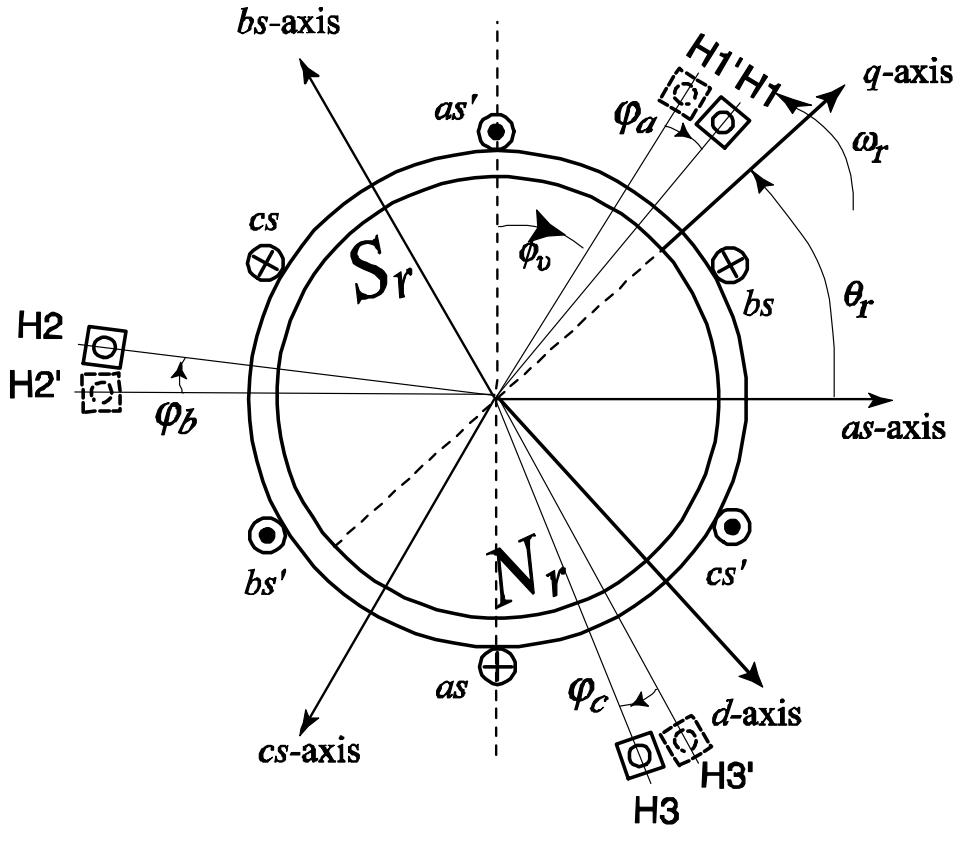 bs-axis
H1' H1
q-axis
as'
φa
ωr
cs
Sr
φv
bs
θr
H2
H2'
φb
as-axis
Nr
bs'
cs'
as
φc
d-axis
cs-axis
H3'
H3